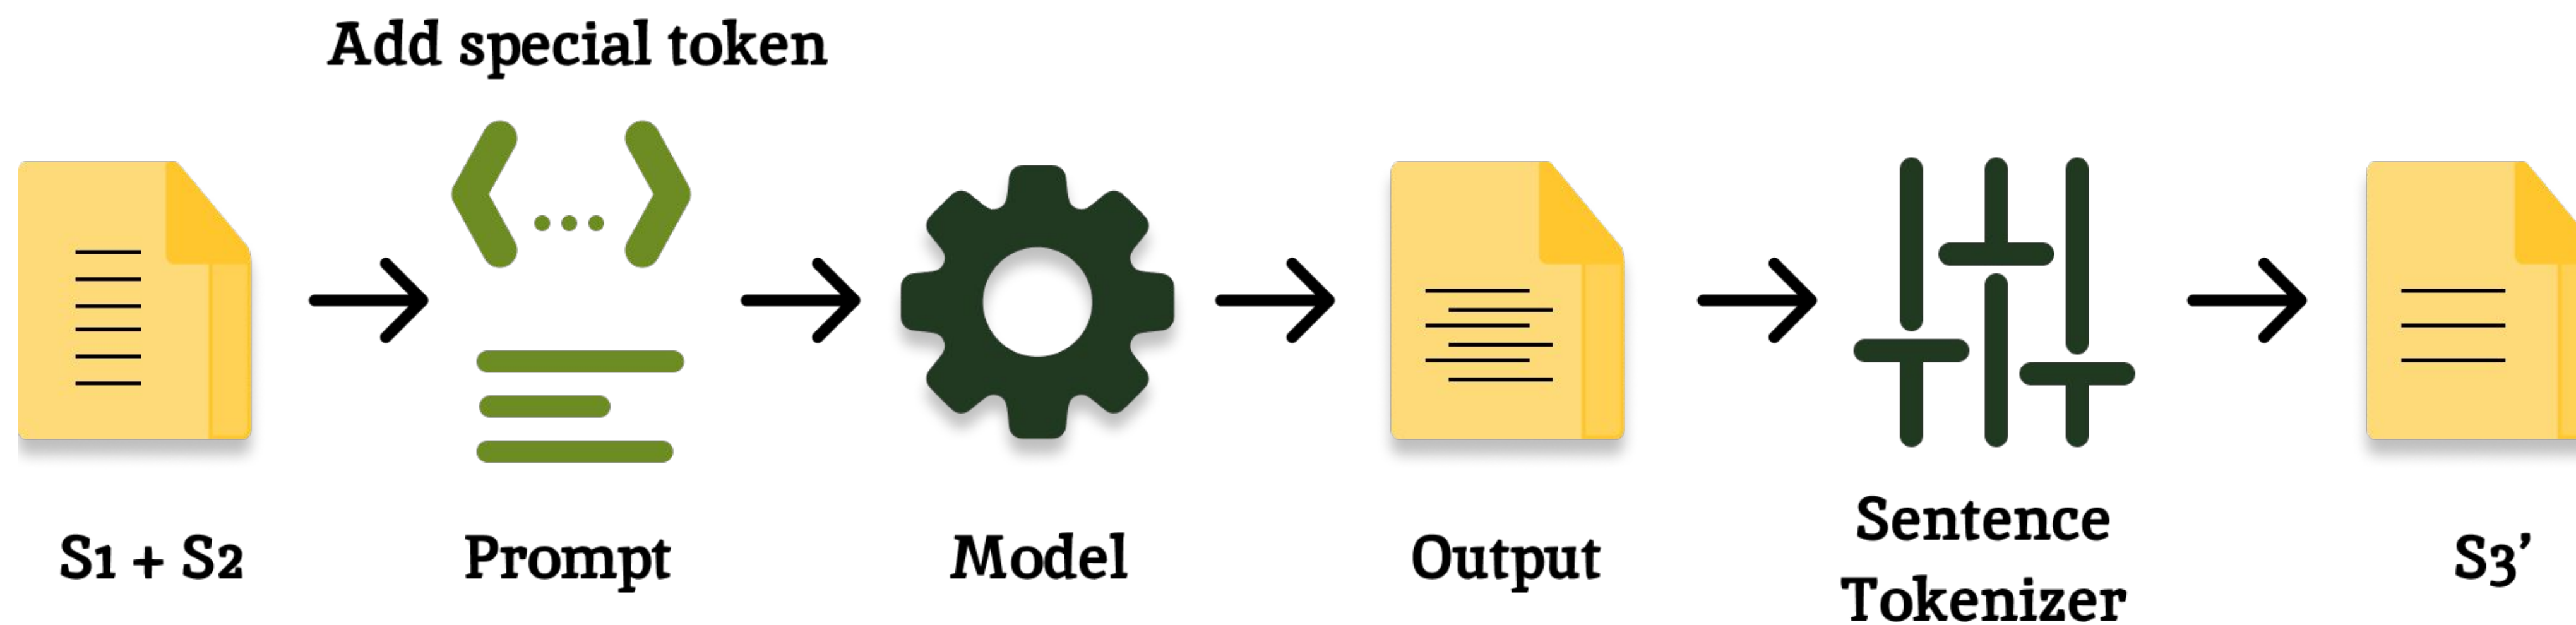 Add special token
S1 + S2
Prompt
Model
Output
Sentence
Tokenizer
S3’